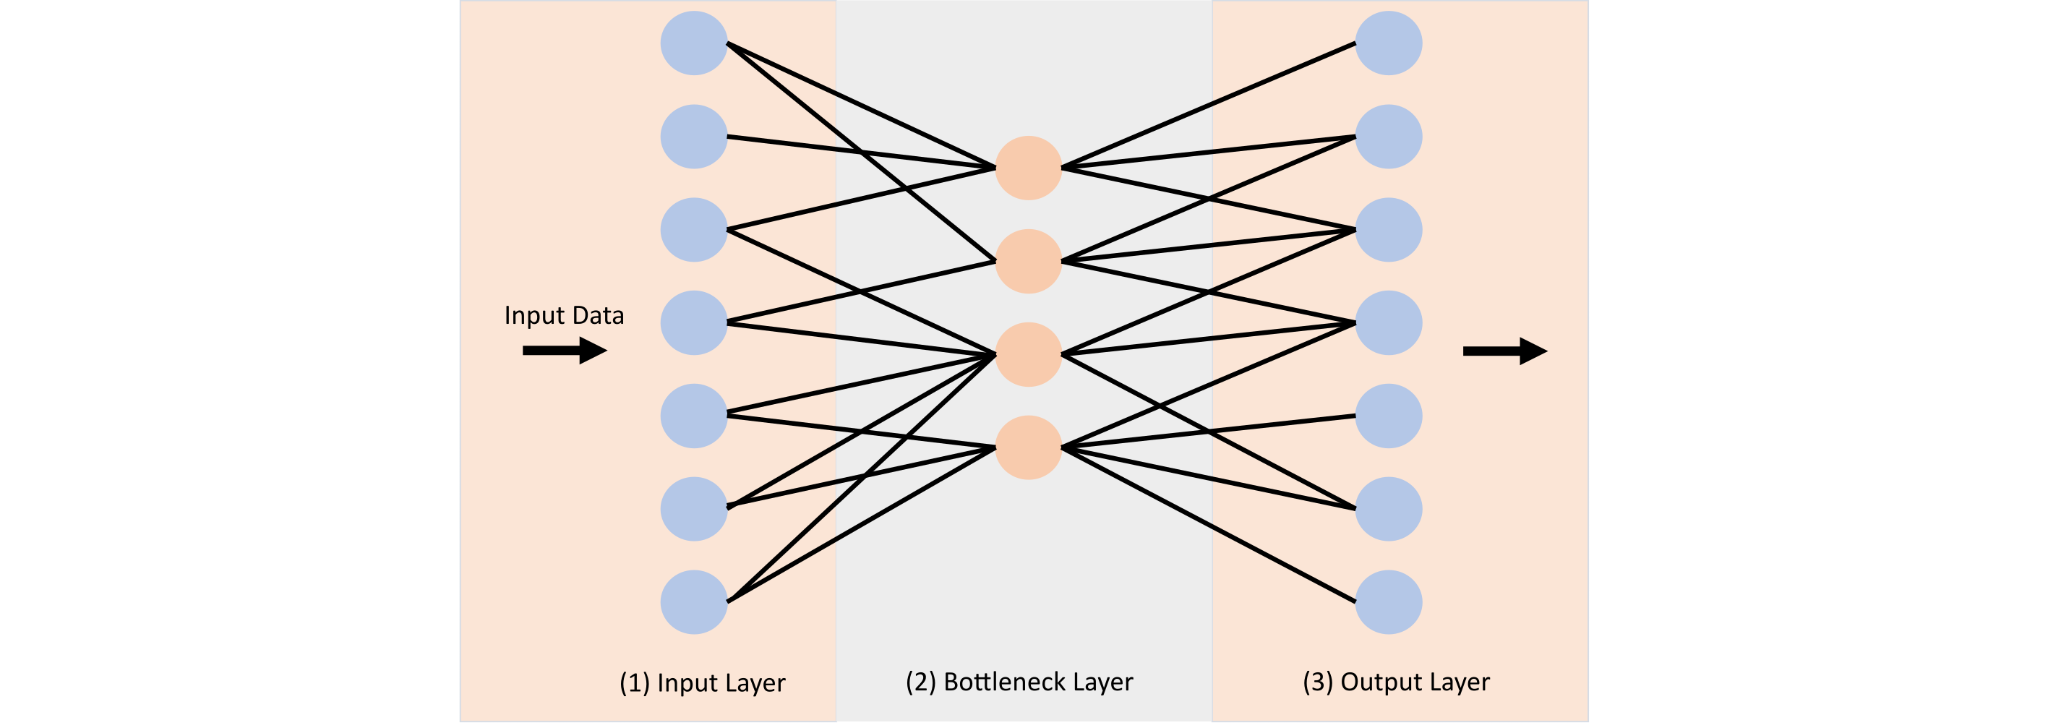 Input Data
(1) Input Layer
(2) Bottleneck Layer
(3) Output Layer